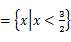 = {x|x < 3/2}